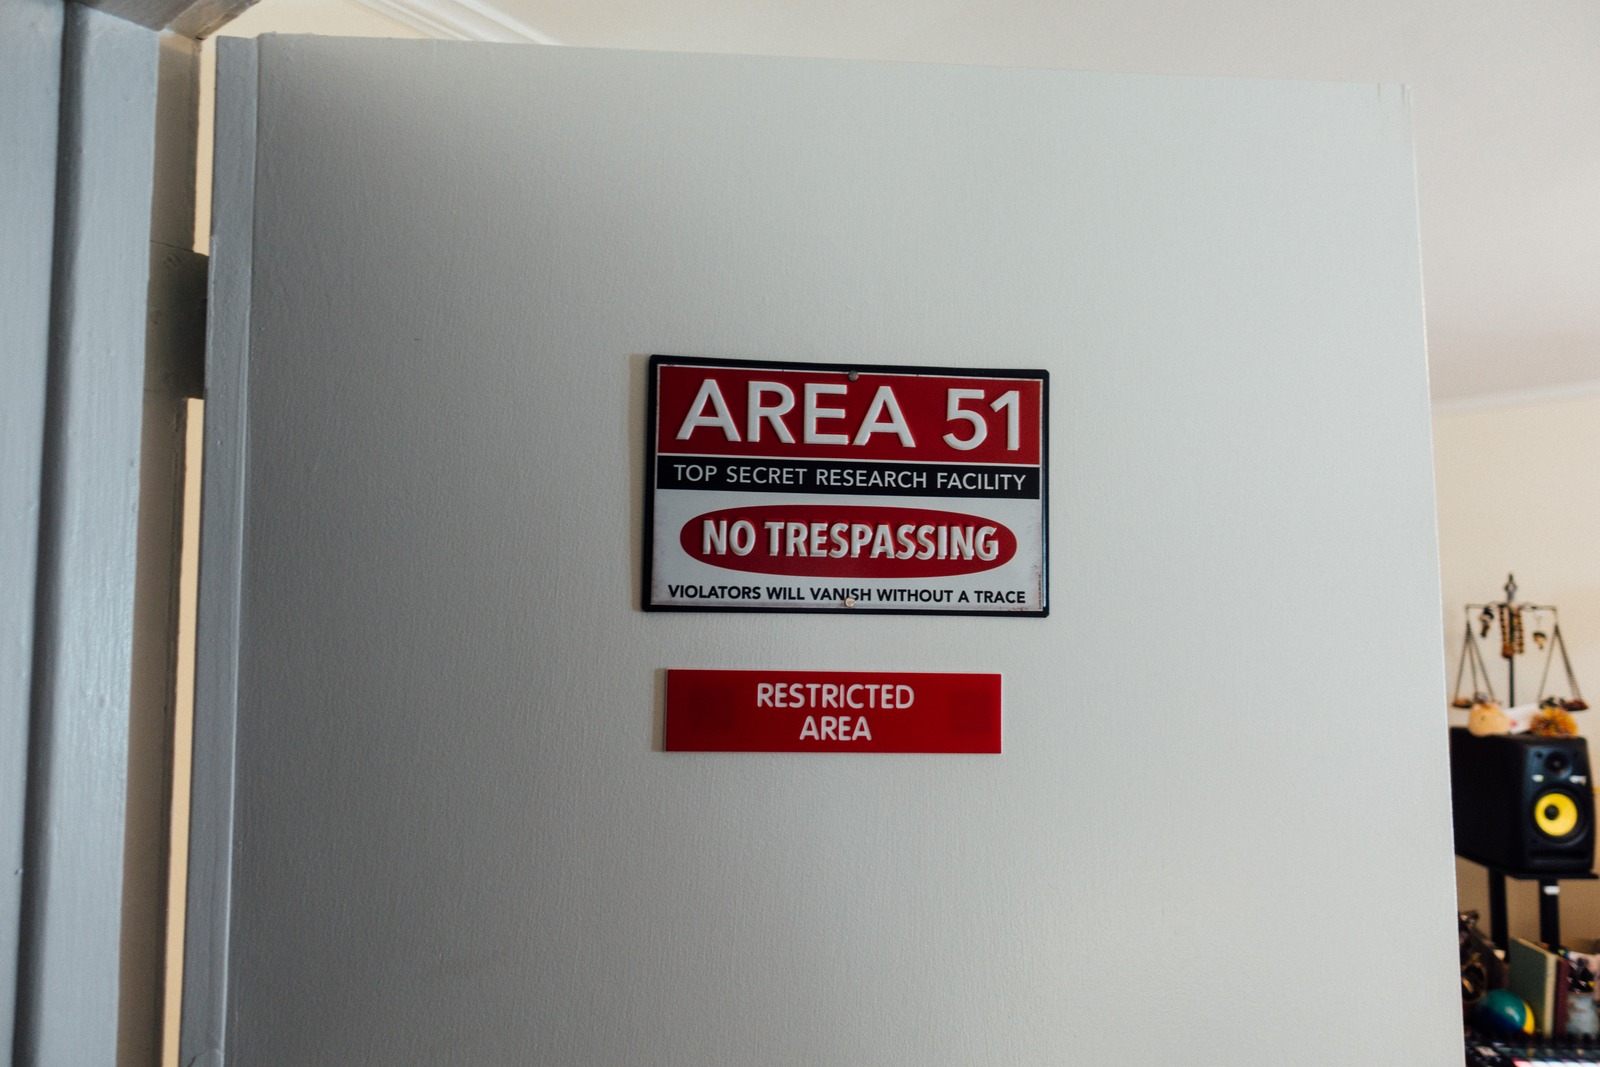 AREA 51
TOP SECRET RESEARCH FACILITY
NO TRESPASSING
VIOLATORS WILL VANISH WITHOUT A TRACE
RESTRICTED
AREA